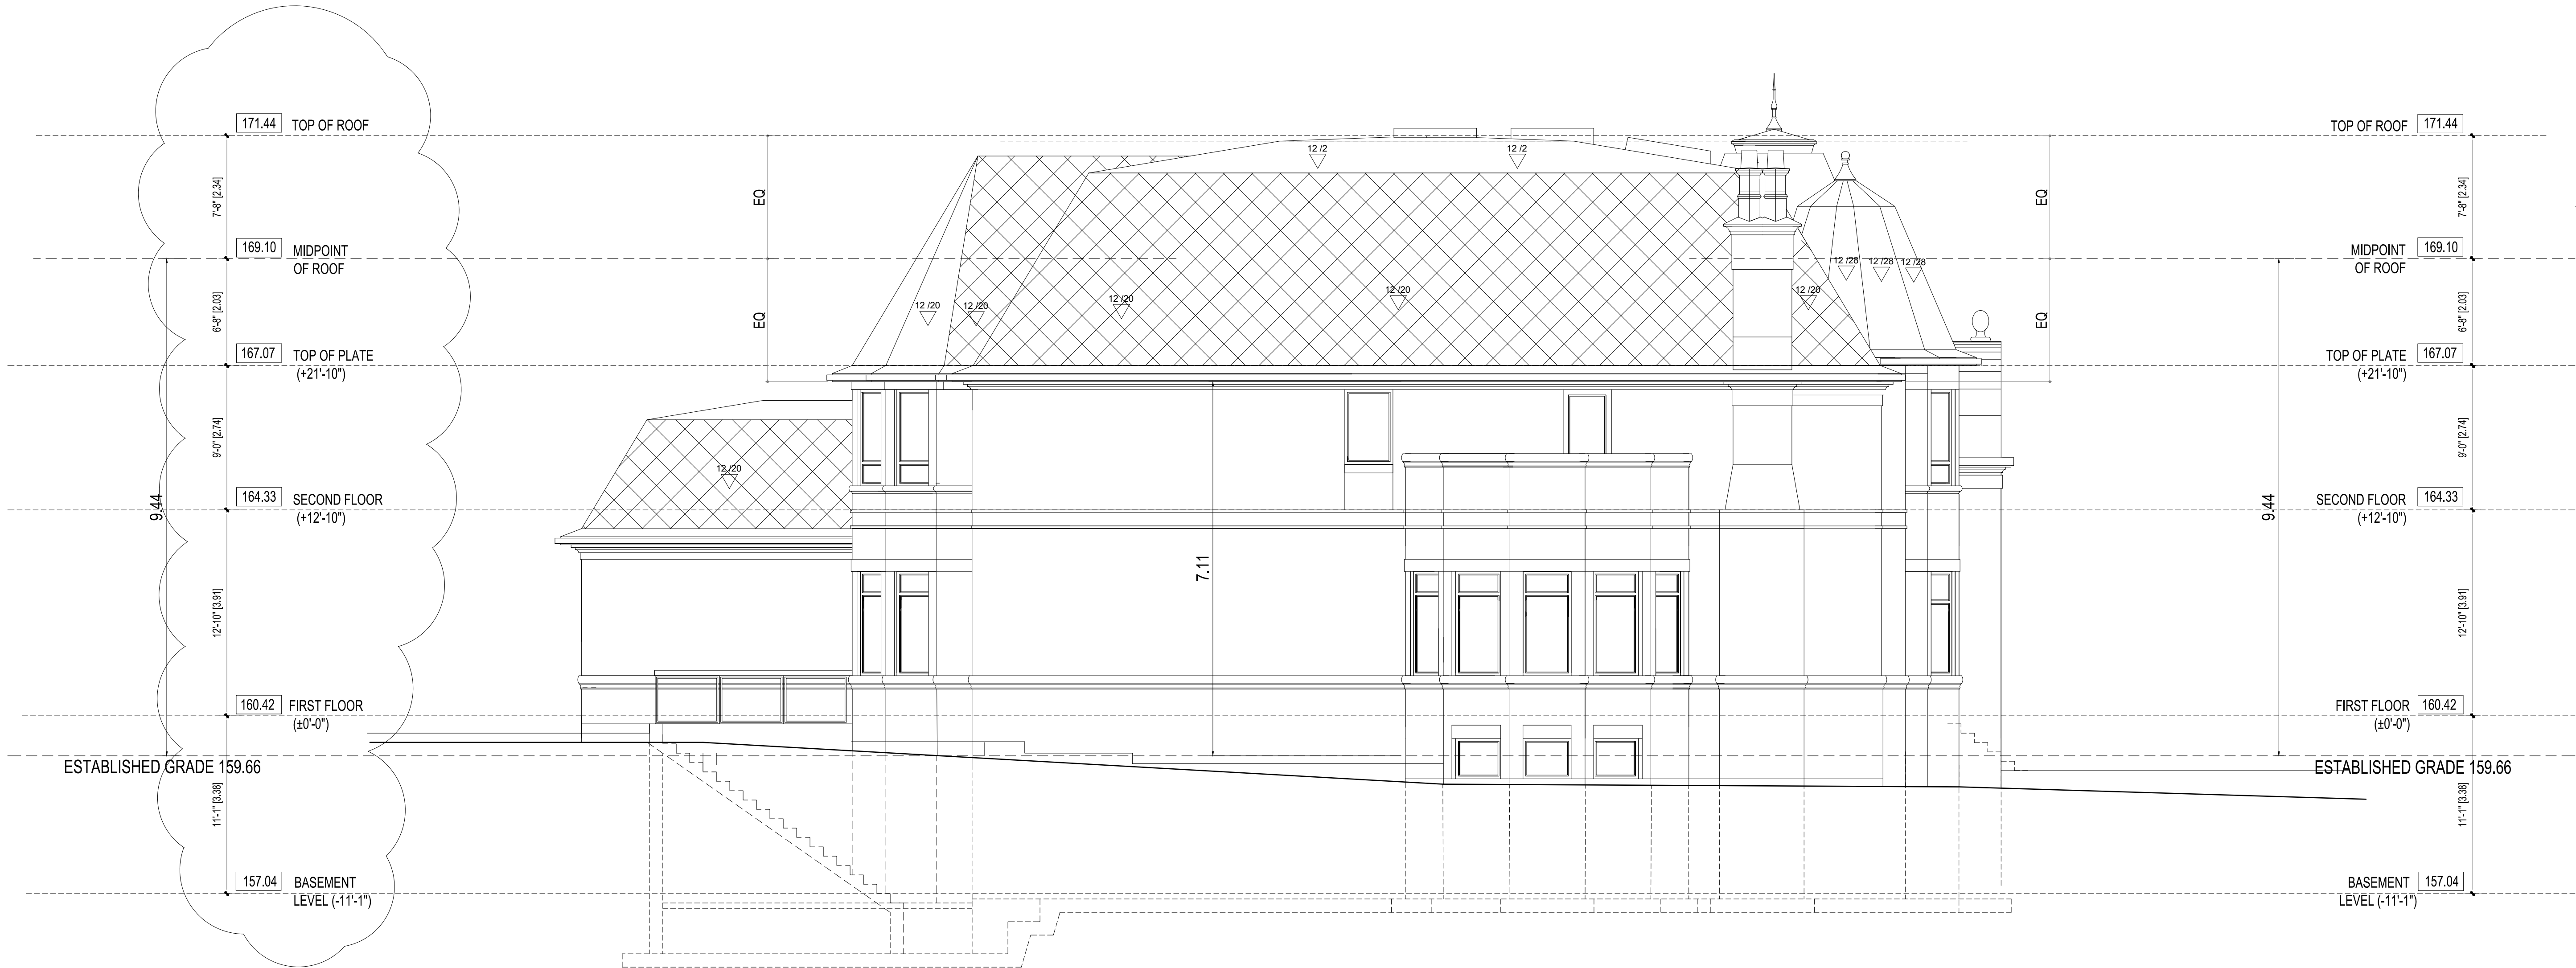 171.44 TOP OF ROOF
7'-8" [2.34]
169.10 MIDPOINT
OF ROOF
6'-8" [2.03]
167.07 TOP OF PLATE
(+21'-10")
9'-0" [2.74]
164.33 SECOND FLOOR
(+12'-10")
9.44
12'-10" [3.91]
160.42 FIRST FLOOR
(±0'-0")
ESTABLISHED GRADE 159.66
11'-1" [3.38]
157.04 BASEMENT
LEVEL (-11'-1")
EQ
EQ
12 /2
12 /2
12 /20
12 /20
12 /20
12 /20
12 /20
12 /28
12 /28
12 /28
12 /20
7.11
EQ
EQ
TOP OF ROOF 171.44
7'-8" [2.34]
MIDPOINT 169.10
OF ROOF
6'-8" [2.03]
TOP OF PLATE 167.07
(+21'-10")
9'-0" [2.74]
SECOND FLOOR 164.33
(+12'-10")
9.44
12'-10" [3.91]
FIRST FLOOR 160.42
(±0'-0")
ESTABLISHED GRADE 159.66
11'-1" [3.38]
BASEMENT 157.04
LEVEL (-11'-1")